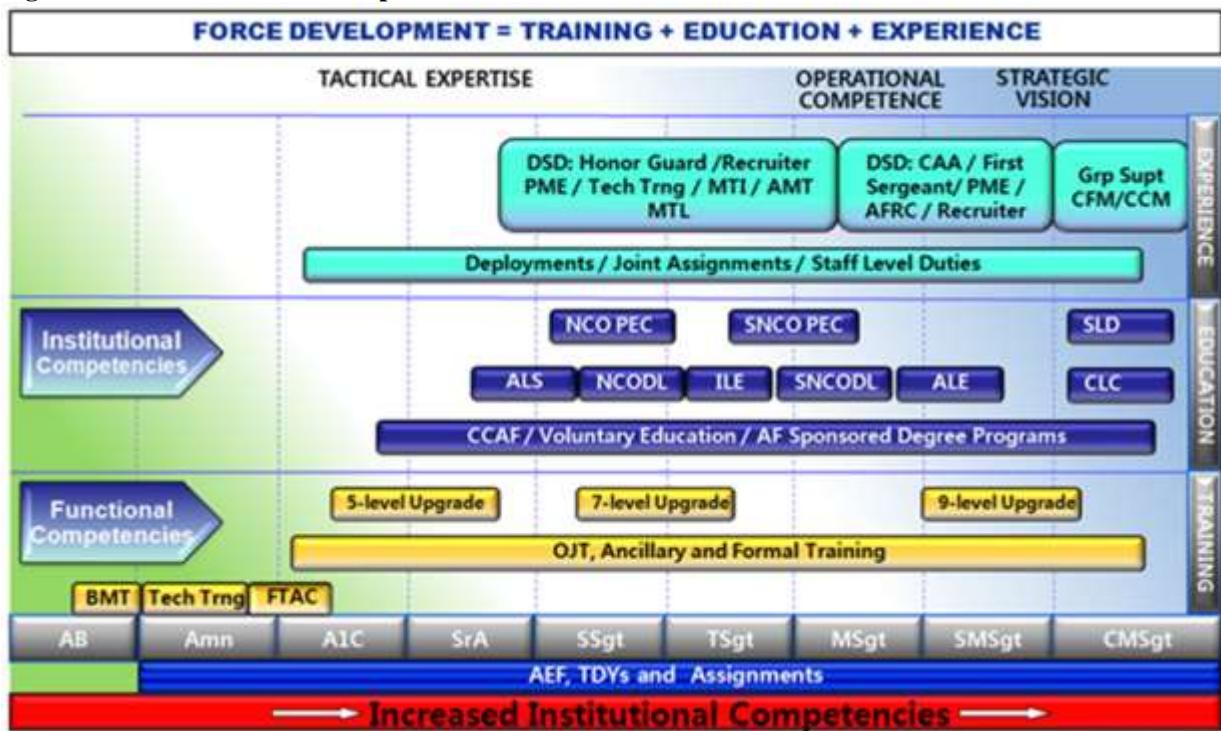 FORCE DEVELOPMENT = TRAINING + EDUCATION + EXPERIENCE
TACTICAL EXPERTISE
OPERATIONAL
COMPETENCE
STRATEGIC
VISION
DSD: Honor Guard /Recruiter
PME / Tech Trng / MTI / AMT
MTL
DSD: CAA / First
Sergeant/ PME /
AFRC / Recruiter
Grp Supt
CFM/CCM
EXPERIENCE
Deployments / Joint Assignments / Staff Level Duties
Institutional
Competencies
NCO PEC
SNCO PEC
SLD
EDUCATION
ALS
NCODL
ILE
SNCODL
ALE
CLC
CCAF / Voluntary Education / AF Sponsored Degree Programs
Functional
Competencies
5-level Upgrade
7-level Upgrade
9-level Upgrade
TRAINING
OJT, Ancillary and Formal Training
BMT
Tech Trng
FTAC
AB
Amn
A1C
SrA
SSgt
TSgt
MSgt
SMSgt
CMSgt
AEF, TDYs and Assignments
Increased Institutional Competencies